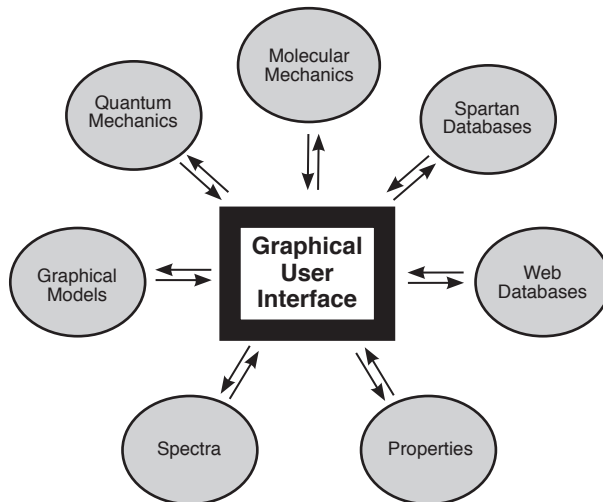 Molecular
Mechanics
Quantum
Mechanics
Spartan
Databases
Graphical
User
Interface
Graphical
Models
Web
Databases
Spectra
Properties